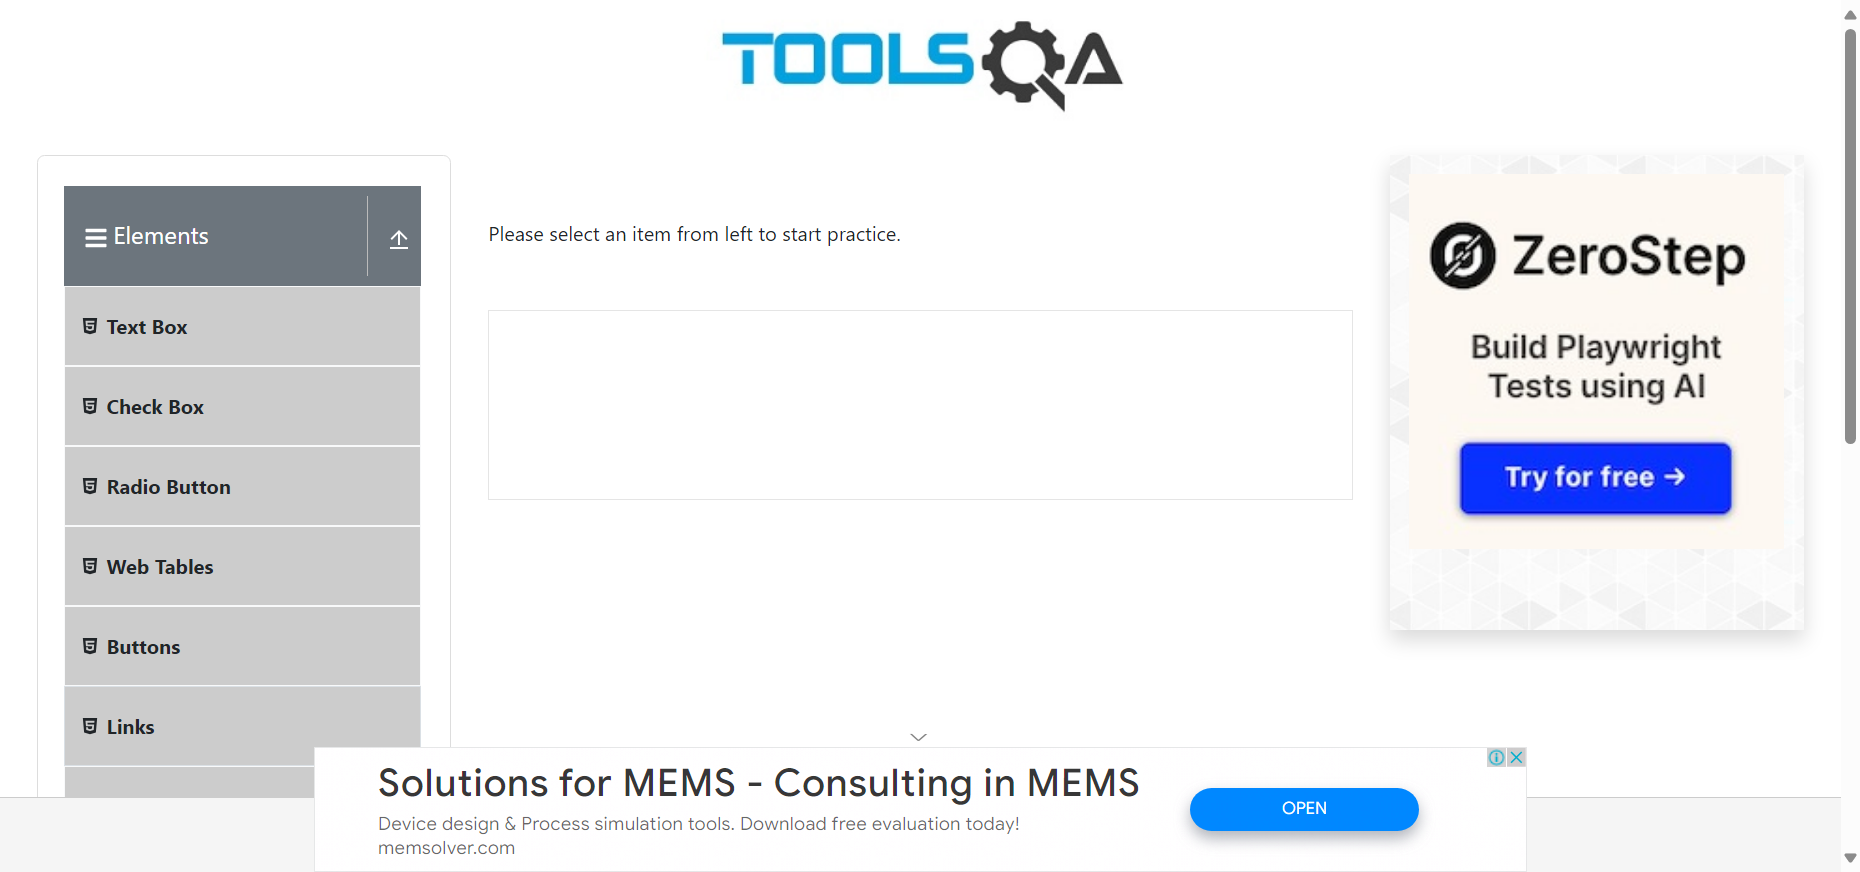 TOOLSQA
Elements
Text Box
Check Box
Radio Button
Web Tables
Buttons
Links
Please select an item from left to start practice.
ZeroStep
Build Playwright
Tests using AI
Try for free →
Solutions for MEMS - Consulting in MEMS
Device design & Process simulation tools. Download free evaluation today!
memsolver.com
OPEN